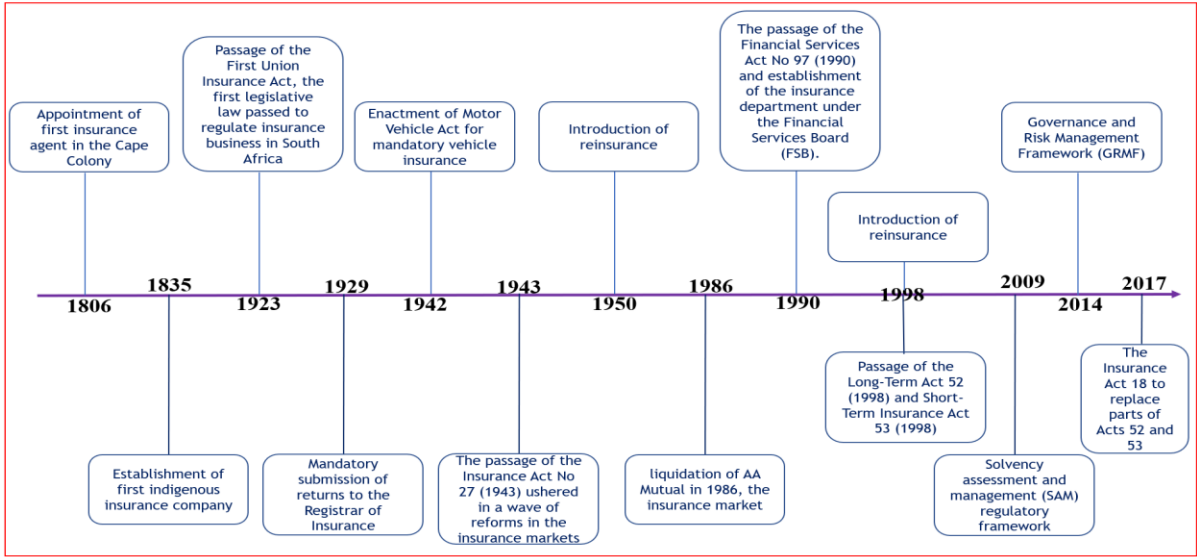 Appointment of
first insurance
agent in the Cape
Colony
Passage of the
First Union
Insurance Act, the
first legislative
law passed to
regulate insurance
business in South
Africa
Enactment of Motor
Vehicle Act for
mandatory vehicle
insurance
Introduction of
reinsurance
The passage of the
Financial Services
Act No 97 (1990)
and establishment
of the insurance
department under
the Financial
Services Board
(FSB).
Introduction of
reinsurance
Governance and
Risk Management
Framework (GRMF)
1806
1835
1923
1929
1942
1943
1950
1986
1990
1998
2009
2014
2017
Establishment of
first indigenous
insurance company
Mandatory
submission of
returns to the
Registrar of
Insurance
The passage of the
Insurance Act No
27 (1943) ushered
in a wave of
reforms in the
insurance markets
liquidation of AA
Mutual in 1986, the
insurance market
Passage of the
Long-Term Act 52
(1998) and Short-
Term Insurance Act
53 (1998)
Solvency
assessment and
management (SAM)
regulatory
framework
The
Insurance
Act 18 to
replace
parts of
Acts 52 and
53